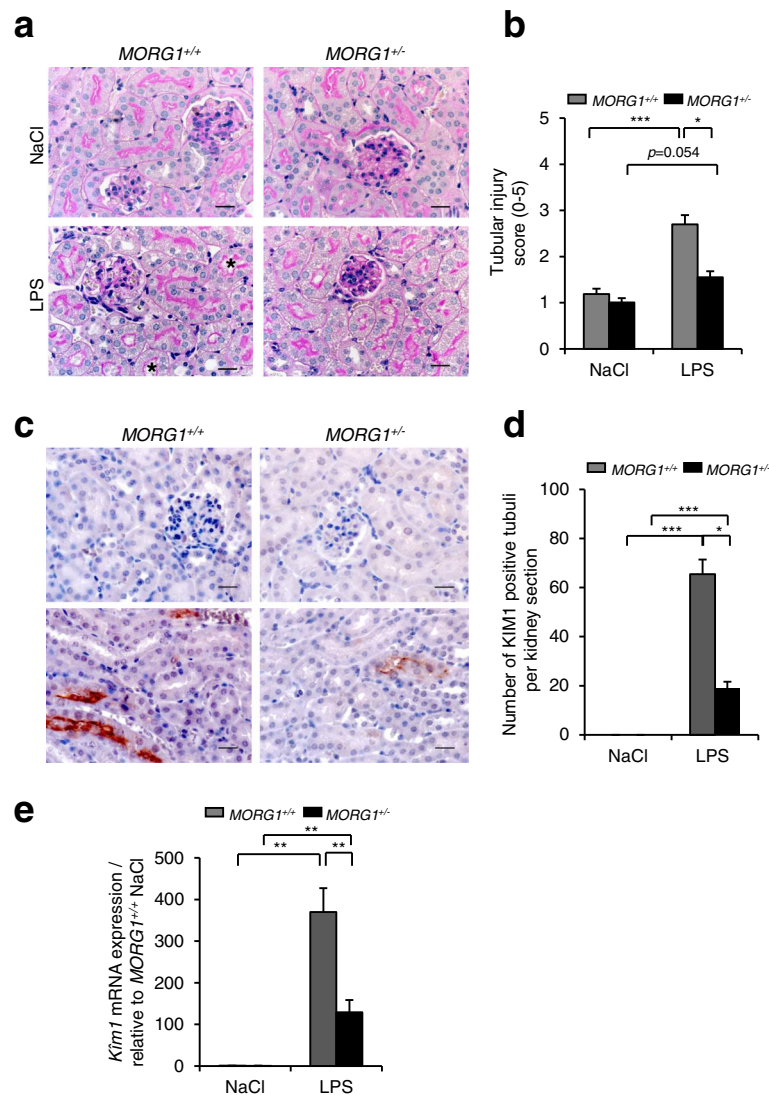 a
MORG1+/+
MORG1+/-
NaCl
LPS
*
*
b
MORG1+/+ MORG1+/-
***
*
p=0.054
Tubular injury
score (0-5)
5
4
3
2
1
0
NaCl LPS
c
MORG1+/+
MORG1+/-
d
MORG1+/+ MORG1+/-
***
***
*
Number of KIM1 positive tubuli
per kidney section
100
80
60
40
20
0
NaCl LPS
e
MORG1+/+ MORG1+/-
**
**
**
Kim1 mRNA expression /
relative to MORG1+/+ NaCl
500
400
300
200
100
0
NaCl LPS